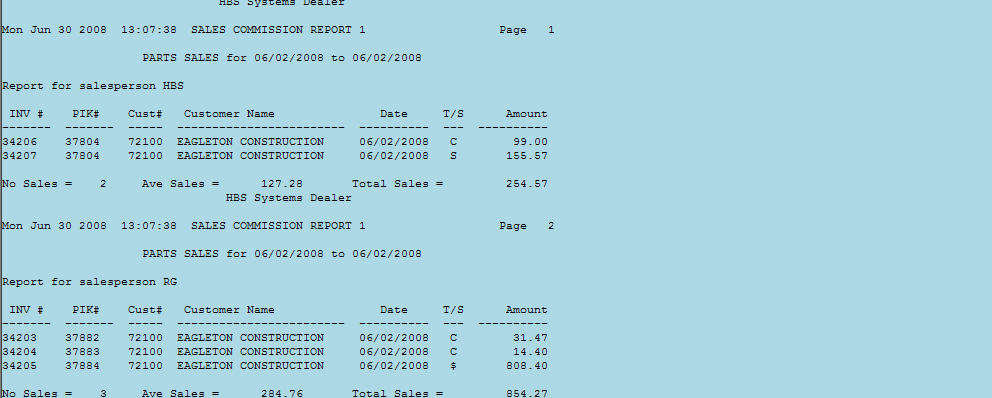 HBS Systems Dealer
Mon Jun 30 2008  13:07:38  SALES COMMISSION REPORT 1                   Page   1
PARTS SALES for 06/02/2008 to 06/02/2008
Report for salesperson HBS
INV #    PIK#    Cust#   Customer Name               Date     T/S      Amount
-------  -------  -----  ------------------------  ----------  ---  ----------
34206    37804    72100  EAGLETON CONSTRUCTION     06/02/2008   C        99.00
34207    37804    72100  EAGLETON CONSTRUCTION     06/02/2008   S       155.57
No Sales =    2     Ave Sales =      127.28       Total Sales =         254.57
HBS Systems Dealer
Mon Jun 30 2008  13:07:38  SALES COMMISSION REPORT 1                   Page   2
PARTS SALES for 06/02/2008 to 06/02/2008
Report for salesperson RG
INV #    PIK#    Cust#   Customer Name               Date     T/S      Amount
-------  -------  -----  ------------------------  ----------  ---  ----------
34203    37882    72100  EAGLETON CONSTRUCTION     06/02/2008   C        31.47
34204    37883    72100  EAGLETON CONSTRUCTION     06/02/2008   C        14.40
34205    37884    72100  EAGLETON CONSTRUCTION     06/02/2008   $       808.40
No Sales =    3     Ave Sales =      284.76       Total Sales =         854.27